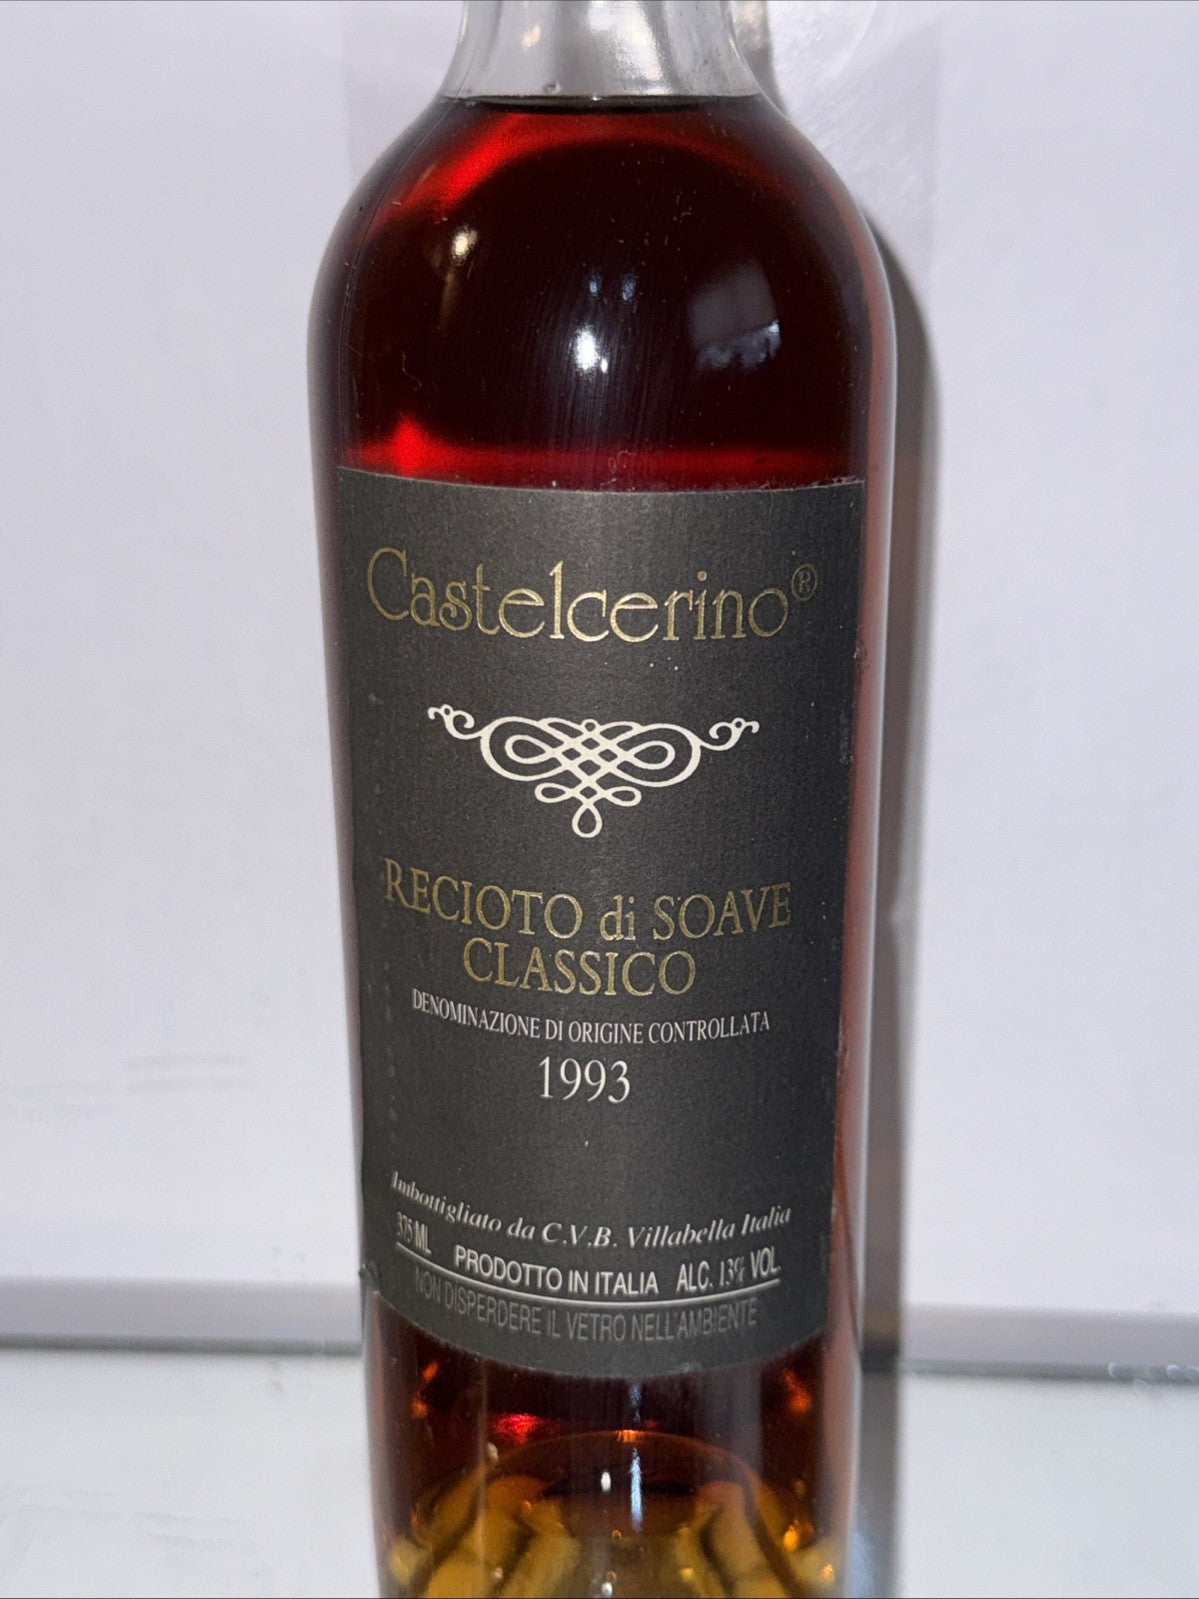 Castelcerino®
RECIOTO di SOAVE
CLASSICO
DENOMINAZIONE DI ORIGINE CONTROLLATA
1993
Imbottigliato da C.V.B. Villabella Italia
375 ML PRODOTTO IN ITALIA ALC. 13% VOL.
NON DISPERDERE IL VETRO NELL'AMBIENTE